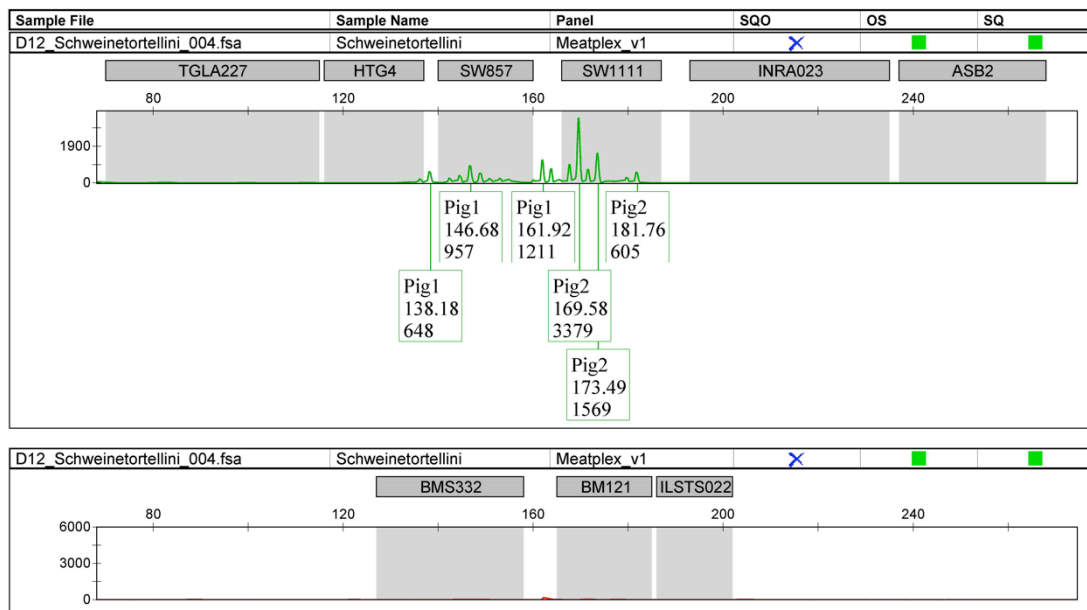 Sample File Sample Name Panel SQO OS SQ
D12_Schweinetortellini_004.fsa Schweinetortellini Meatplex_v1
TGLA227 HTG4 SW857 SW1111 INRA023 ASB2
80 120 160 200 240
1900
0
Pig1 Pig1 Pig2
146.68 161.92 181.76
957 1211 605
Pig1 Pig2
138.18 169.58
648 3379
Pig2
173.49
1569
D12_Schweinetortellini_004.fsa Schweinetortellini Meatplex_v1
BMS332 BM121 ILSTS022
80 120 160 200 240
6000
3000
0